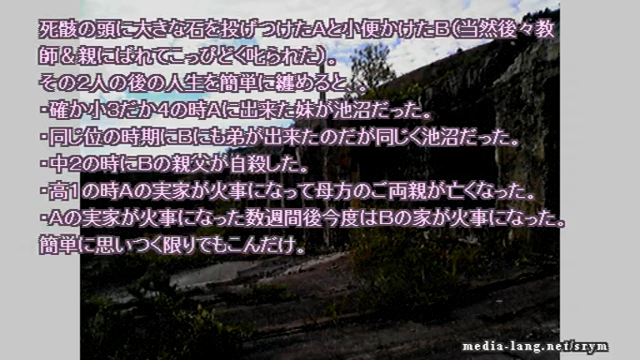 死骸の頭に大きな石を投げつけたAと小便かけたB（当然後々教
師＆親にばれてこっぴどく叱られた）。
その２人の後の人生を簡単に纏めると、。
・確か小３だか４の時Aに出来た妹が池沼だった。
・同じ位の時期にBにも弟が出来たのだが同じく池沼だった。
・中２の時にBの親父が自殺した。
・高１の時Aの実家が火事になって母方のご両親が亡くなった。
・Aの実家が火事になった数週間後今度はBの家が火事になった。
簡単に思いつく限りでもこんだけ。
media-lang.net/srym